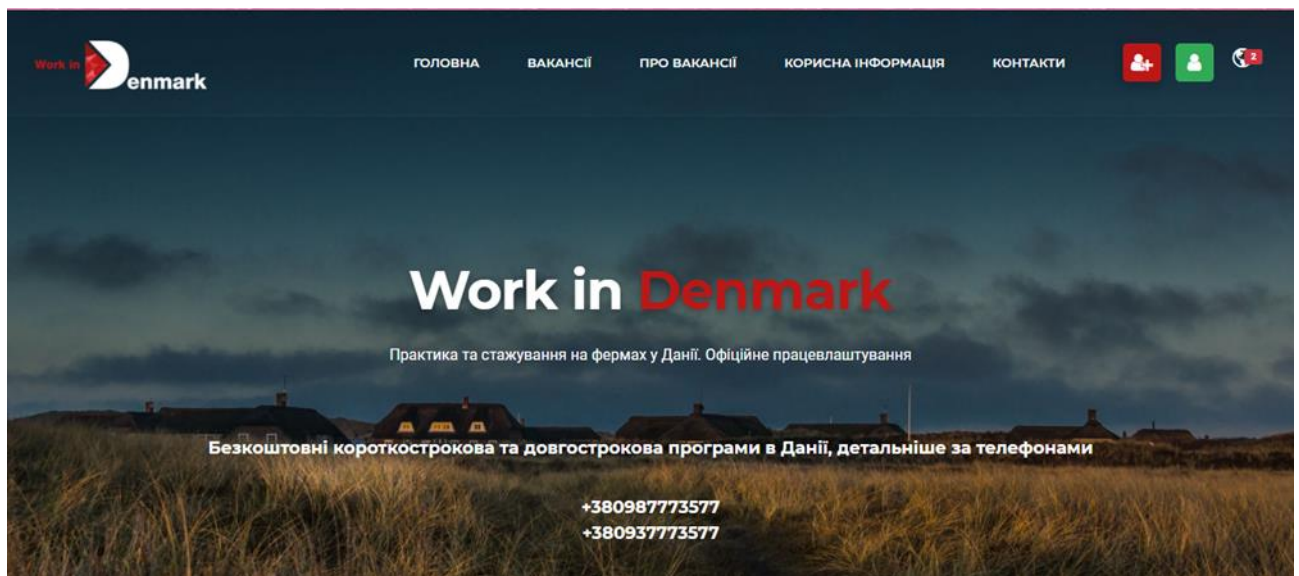 Work in Denmark
ГОЛОВНА ВАКАНСІЇ ПРО ВАКАНСІЇ КОРИСНА ІНФОРМАЦІЯ КОНТАКТИ 2
Work in Denmark
Практика та стажування на фермах у Данії. Офіційне працевлаштування
Безкоштовні короткострокова та довгострокова програми в Данії, детальніше за телефонами
+380987773577
+380937773577